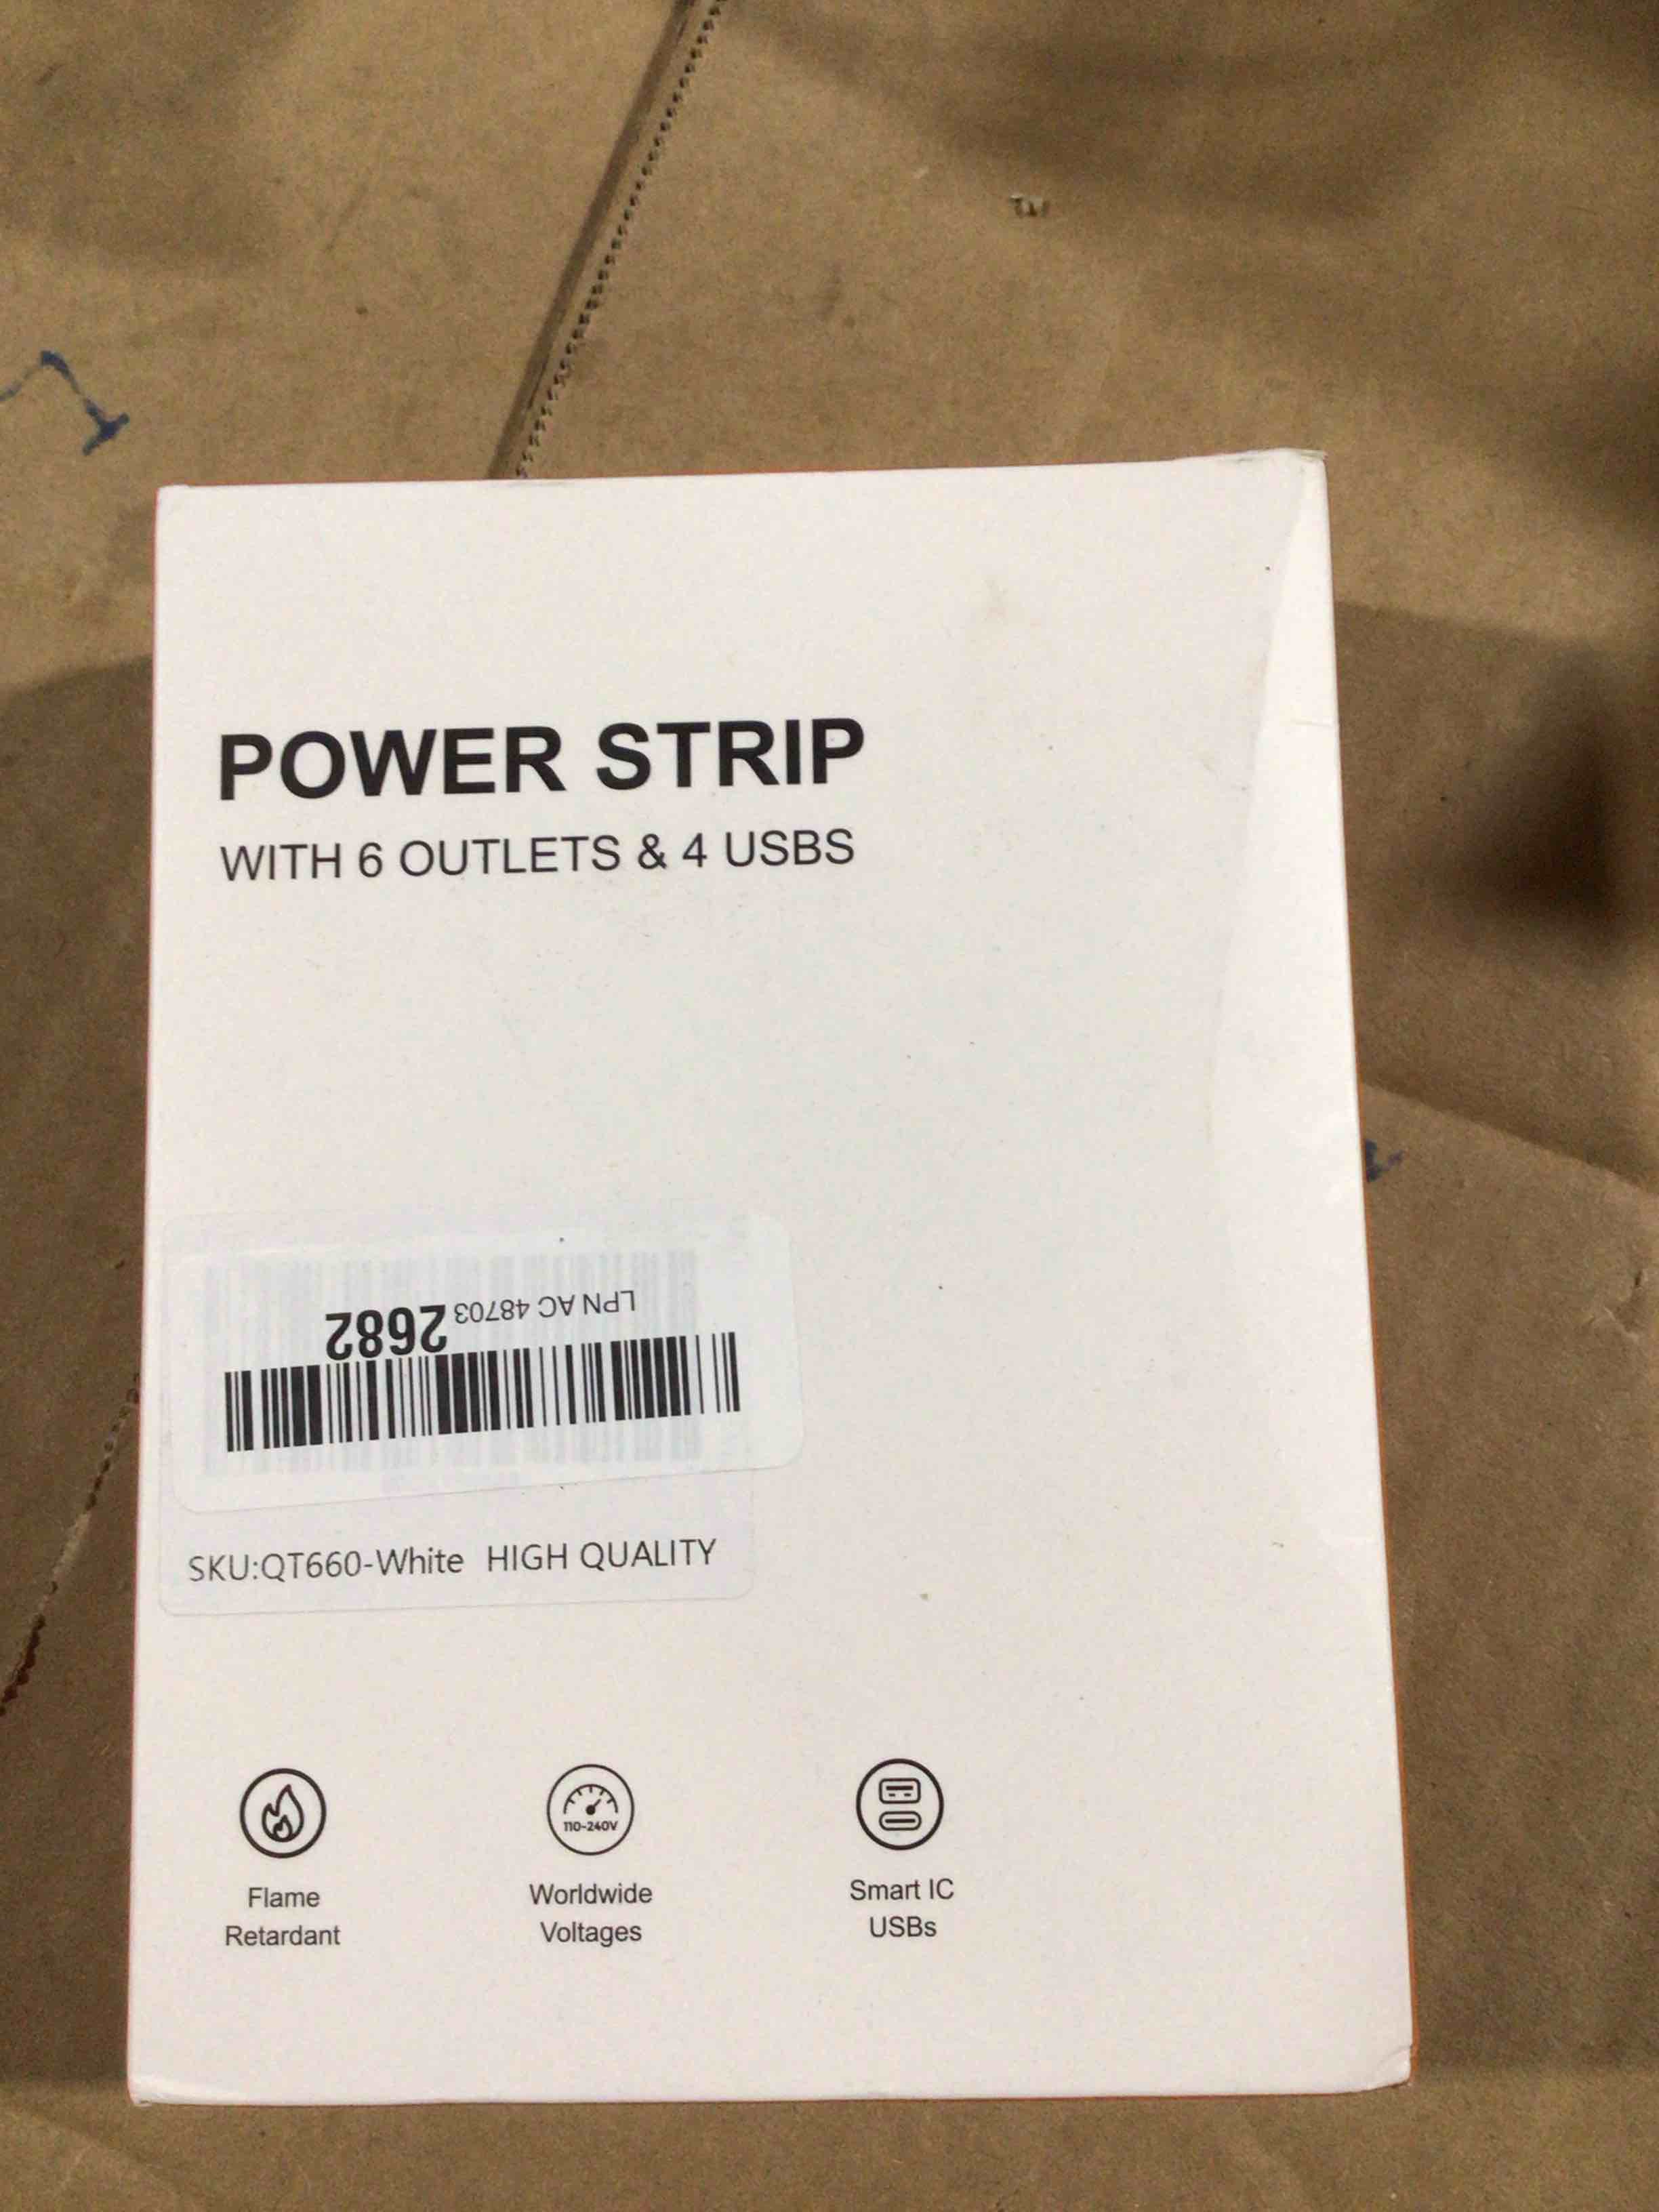 POWER STRIP
WITH 6 OUTLETS & 4 USBS
LPN AC 48703 2682
SKU:QT660-White HIGH QUALITY
110-240V
Flame
Retardant
Worldwide
Voltages
Smart IC
USBs